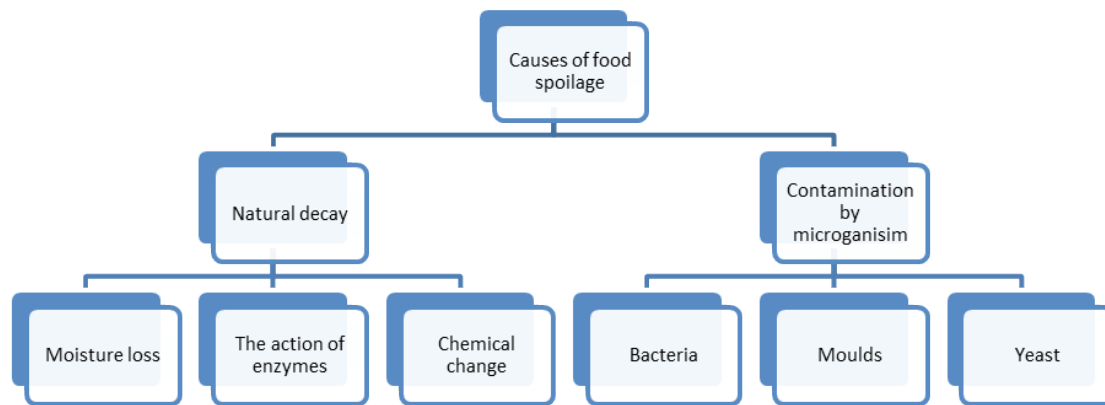 Causes of food
spoilage
Natural decay
Contamination
by
microganisim
Moisture loss
The action of
enzymes
Chemical
change
Bacteria
Moulds
Yeast